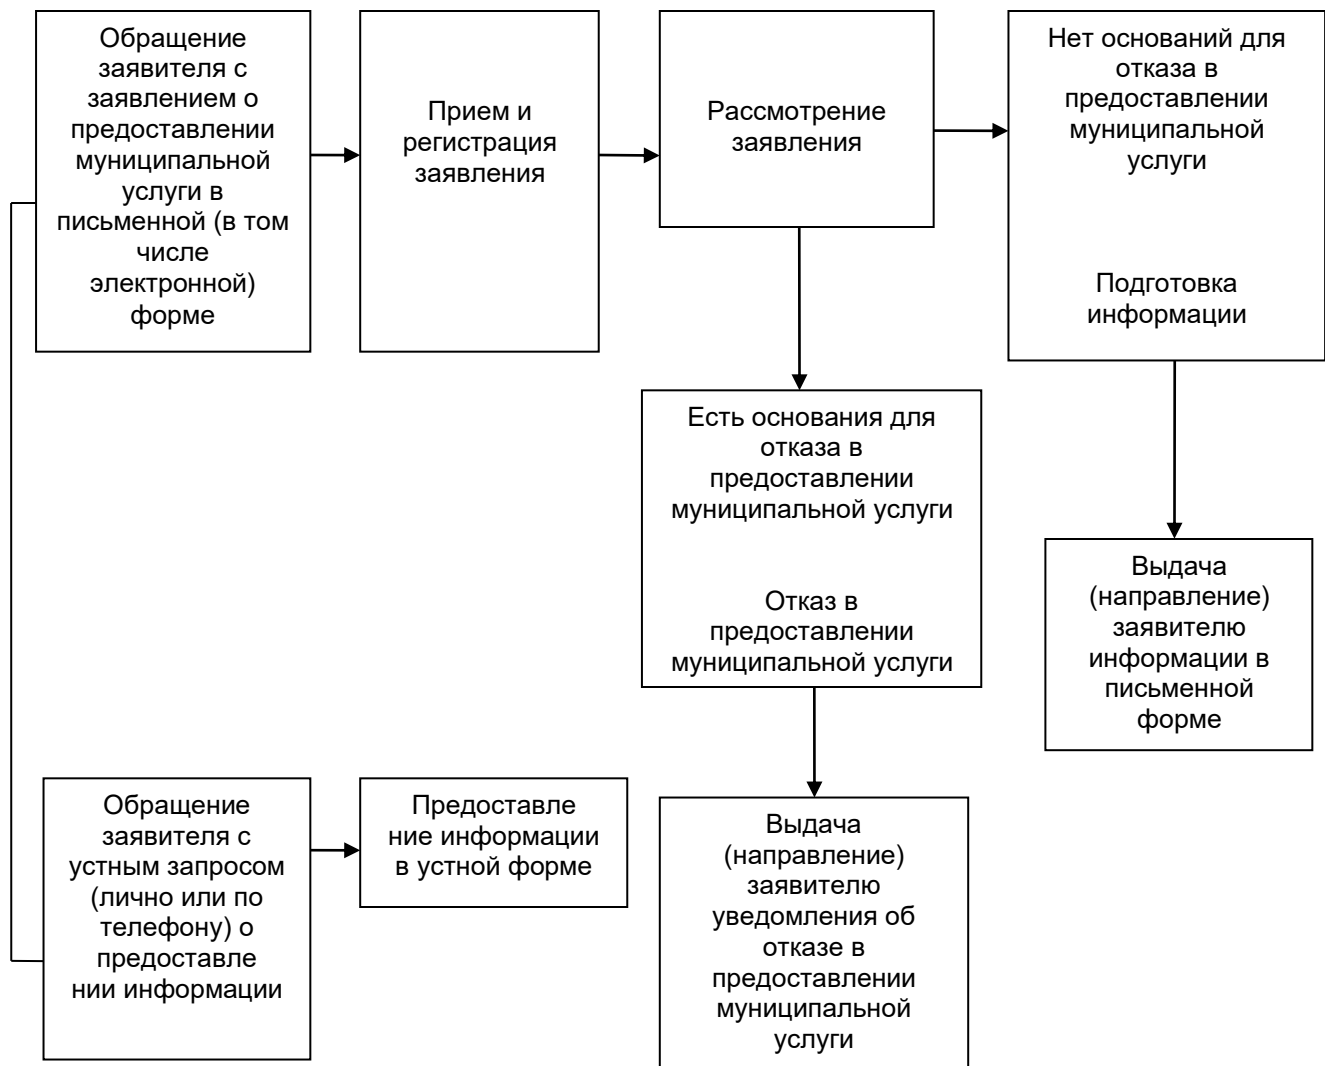 Обращение
заявителя с
заявлением о
предоставлении
муниципальной
услуги в
письменной (в том
числе
электронной)
форме
Прием и
регистрация
заявления
Рассмотрение
заявления
Нет оснований для
отказа в
предоставлении
муниципальной
услуги
Подготовка
информации
Есть основания для
отказа в
предоставлении
муниципальной услуги
Отказ в
предоставлении
муниципальной услуги
Выдача
(направление)
заявителю
информации в
письменной
форме
Обращение
заявителя с
устным запросом
(лично или по
телефону) о
предоставле
нии информации
Предоставле
ние информации
в устной форме
Выдача
(направление)
заявителю
уведомления об
отказе в
предоставлении
муниципальной
услуги